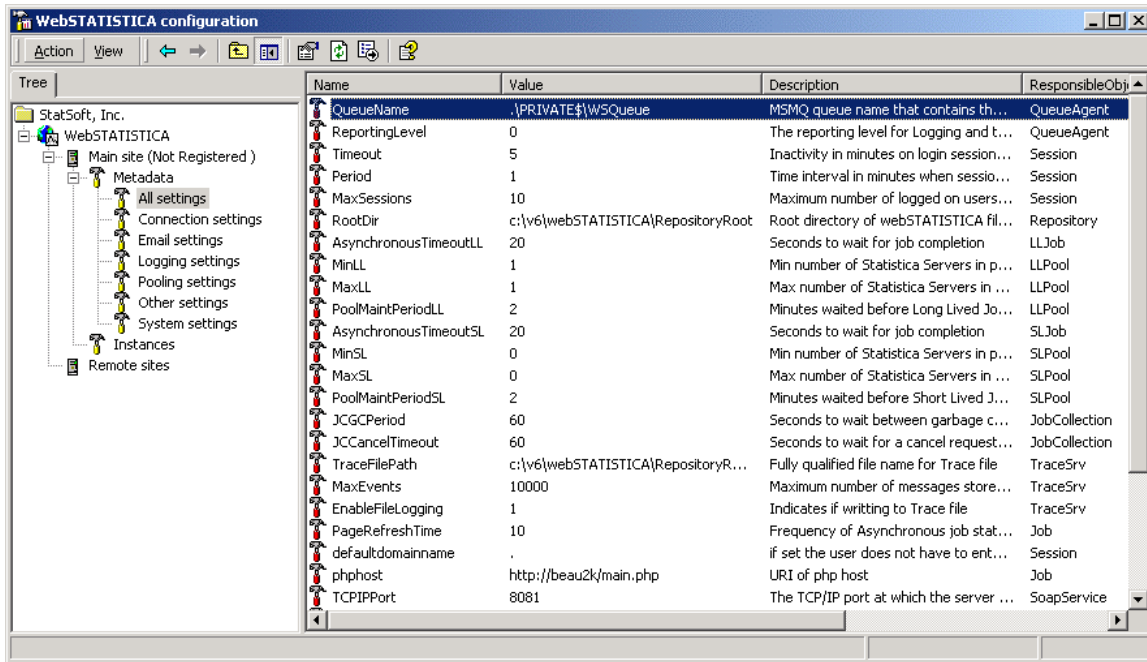 WebSTATISTICA configuration
Action View
Tree
Name Value Description ResponsibleObj
StatSoft, Inc.
WebSTATISTICA
Main site (Not Registered )
Metadata
All settings
Connection settings
Email settings
Logging settings
Pooling settings
Other settings
System settings
Instances
Remote sites
QueueName .\PRIVATE$\WSQueue MSMQ queue name that contains th... QueueAgent
ReportingLevel 0 The reporting level for Logging and t... QueueAgent
Timeout 5 Inactivity in minutes on login session... Session
Period 1 Time interval in minutes when sessio... Session
MaxSessions 10 Maximum number of logged on users... Session
RootDir c:\v6\webSTATISTICA\RepositoryRoot Root directory of webSTATISTICA fil... Repository
AsynchronousTimeoutLL 20 Seconds to wait for job completion LLJob
MinLL 1 Min number of Statistica Servers in p... LLPool
MaxLL 1 Max number of Statistica Servers in ... LLPool
PoolMaintPeriodLL 2 Minutes waited before Long Lived Jo... LLPool
AsynchronousTimeoutSL 20 Seconds to wait for job completion SLJob
MinSL 0 Min number of Statistica Servers in p... SLPool
MaxSL 0 Max number of Statistica Servers in ... SLPool
PoolMaintPeriodSL 2 Minutes waited before Short Lived J... SLPool
JCGCPeriod 60 Seconds to wait between garbage c... JobCollection
JCCancelTimeout 60 Seconds to wait for a cancel request... JobCollection
TraceFilePath c:\v6\webSTATISTICA\RepositoryR... Fully qualified file name for Trace file TraceSrv
MaxEvents 10000 Maximum number of messages store... TraceSrv
EnableFileLogging 1 Indicates if writting to Trace file TraceSrv
PageRefreshTime 10 Frequency of Asynchronous job stat... Job
defaultdomainname . if set the user does not have to ent... Session
phphost http://beau2k/main.php URI of php host Job
TCPIPPort 8081 The TCP/IP port at which the server ... SoapService